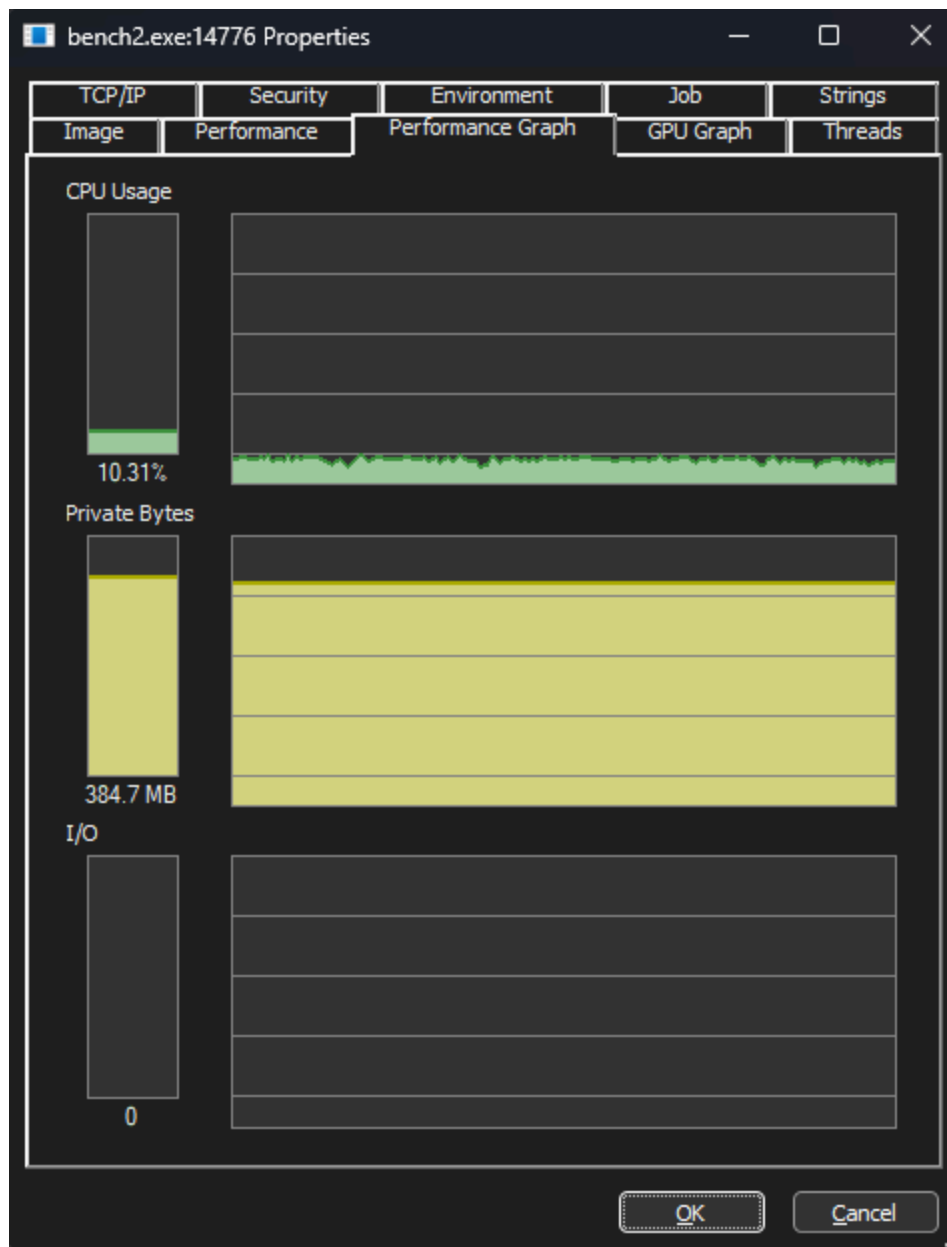 bench2.exe:14776 Properties
TCP/IP Security Environment Job Strings
Image Performance Performance Graph GPU Graph Threads
CPU Usage
10.31%
Private Bytes
384.7 MB
I/O
0
OK Cancel